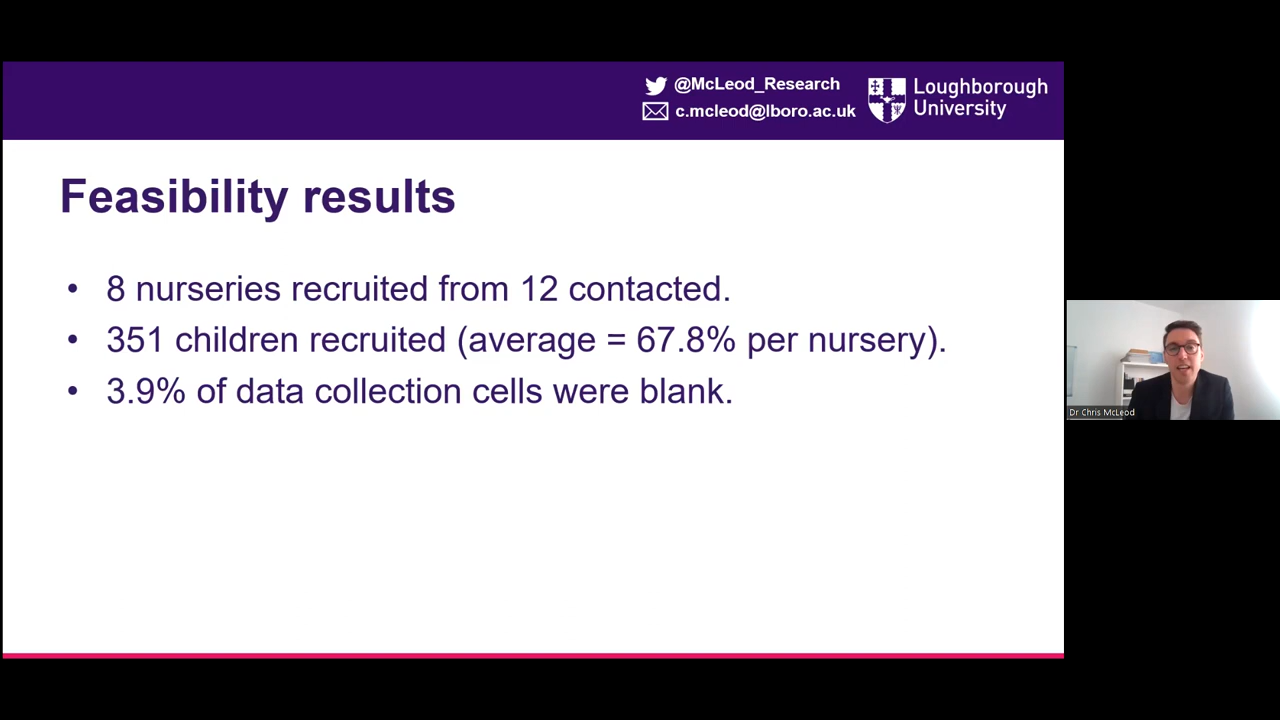 @McLeod_Research
c.mcleod@lboro.ac.uk
Loughborough
University
Feasibility results
• 8 nurseries recruited from 12 contacted.
• 351 children recruited (average = 67.8% per nursery).
• 3.9% of data collection cells were blank.
Dr Chris McLeod